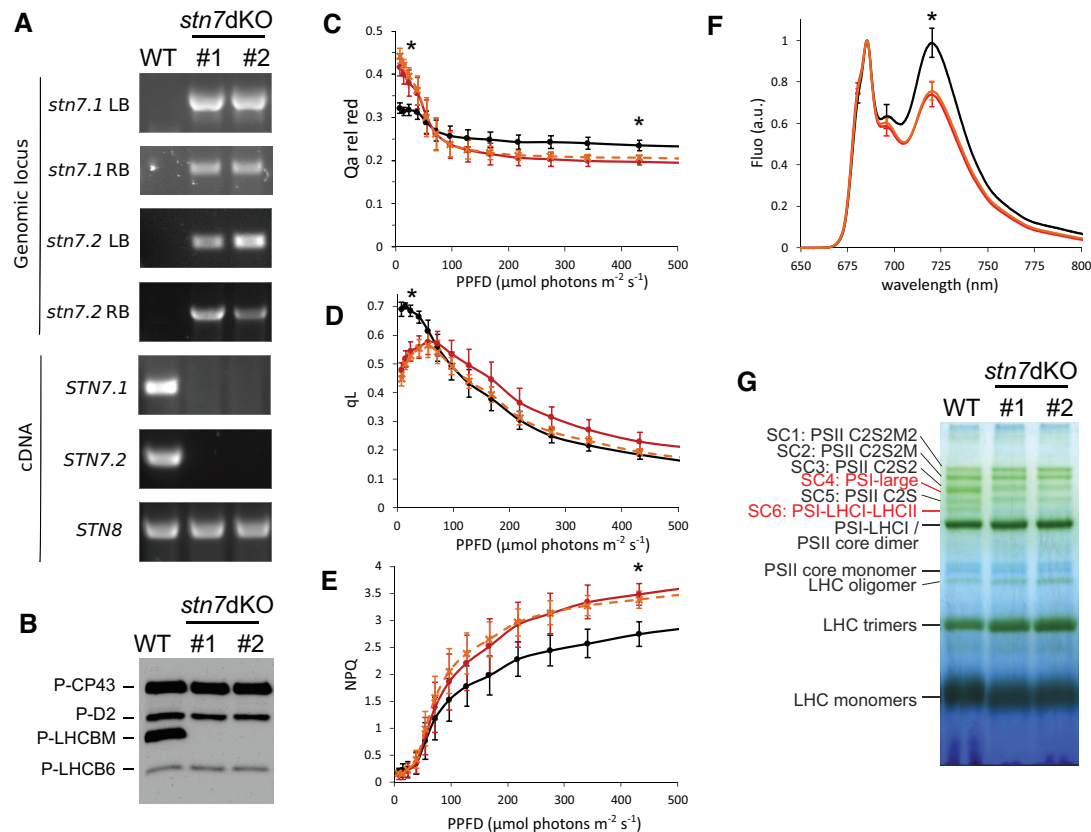 A
stn7dKO
WT #1 #2
Genomic locus
stn7.1 LB
stn7.1 RB
stn7.2 LB
stn7.2 RB
cDNA
STN7.1
STN7.2
STN8
B
stn7dKO
WT #1 #2
P-CP43
P-D2
P-LHCBM
P-LHCB6
C
Qa rel red
0.5
0.4
0.3
0.2
0.1
0
*
*
0 100 200 300 400 500
PPFD (µmol photons m-2 s-1)
D
qL
0.7
0.6
0.5
0.4
0.3
0.2
0.1
0
*
0 100 200 300 400 500
PPFD (µmol photons m-2 s-1)
E
NPQ
4
3.5
3
2.5
2
1.5
1
0.5
0
*
0 100 200 300 400 500
PPFD (µmol photons m-2 s-1)
F
Fluo (a.u.)
1
0.8
0.6
0.4
0.2
0
*
650 675 700 725 750 775 800
wavelength (nm)
G
stn7dKO
WT #1 #2
SC1: PSII C2S2M2
SC2: PSII C2S2M
SC3: PSII C2S2
SC4: PSI-large
SC5: PSII C2S
SC6: PSI-LHCI-LHCII
PSI-LHCI /
PSII core dimer
PSII core monomer
LHC oligomer
LHC trimers
LHC monomers